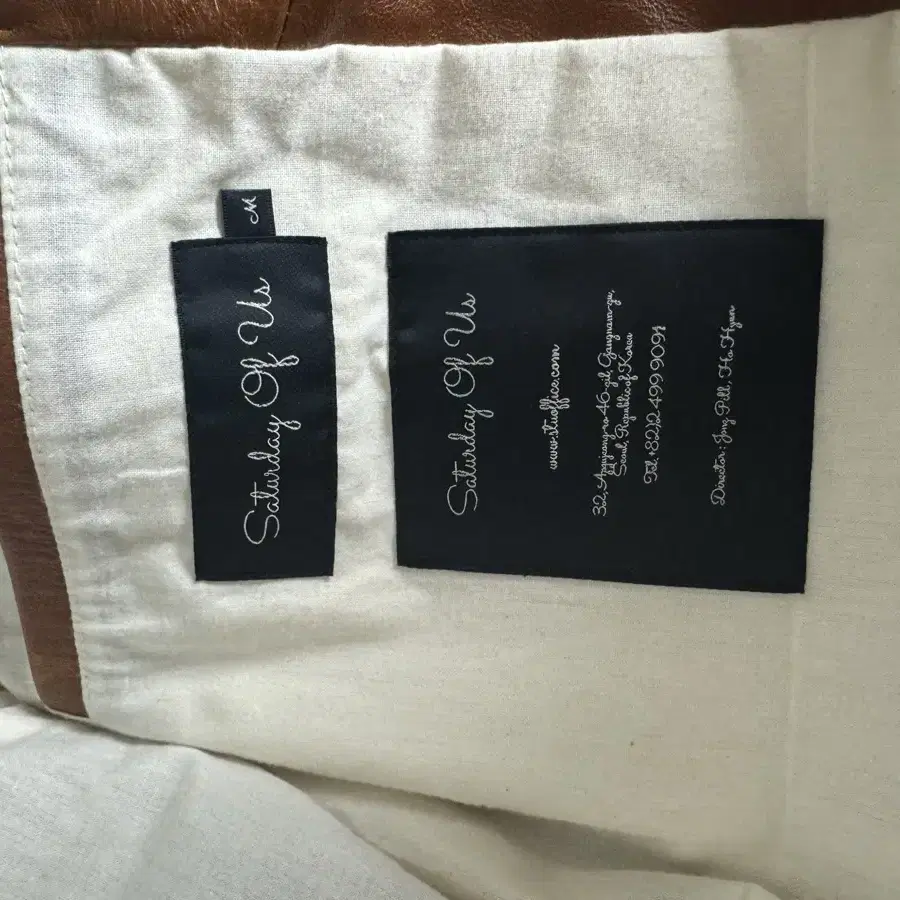 M
Saturday Of Us
Saturday Of Us
www.stuoffice.com
32, Apgujeong-ro 46-gil, Gangnam-gu,
Seoul, Republic of Korea
Tel. +82)2 499 9091
Director : Jong Pill, Ha Hyun